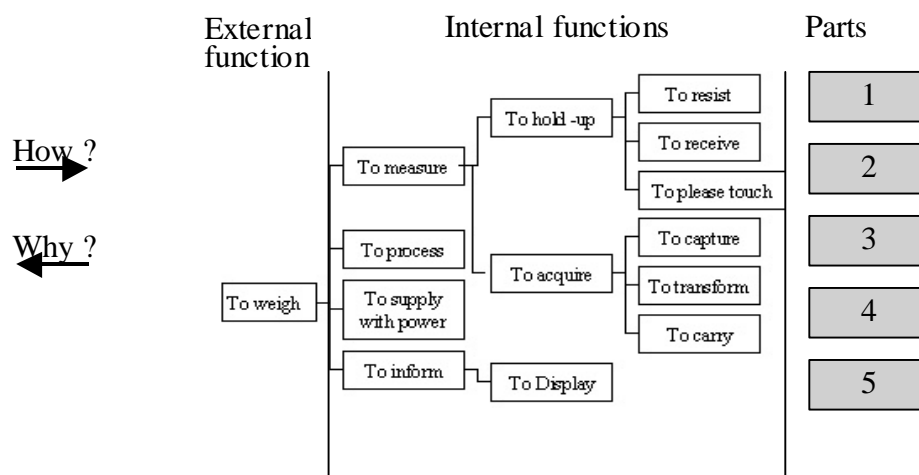 External
function
Internal functions
Parts
How ?
Why ?
To weigh
To measure
To process
To supply
with power
To inform
To hold -up
To acquire
To Display
To resist
To receive
To please touch
To capture
To transform
To carry
1
2
3
4
5